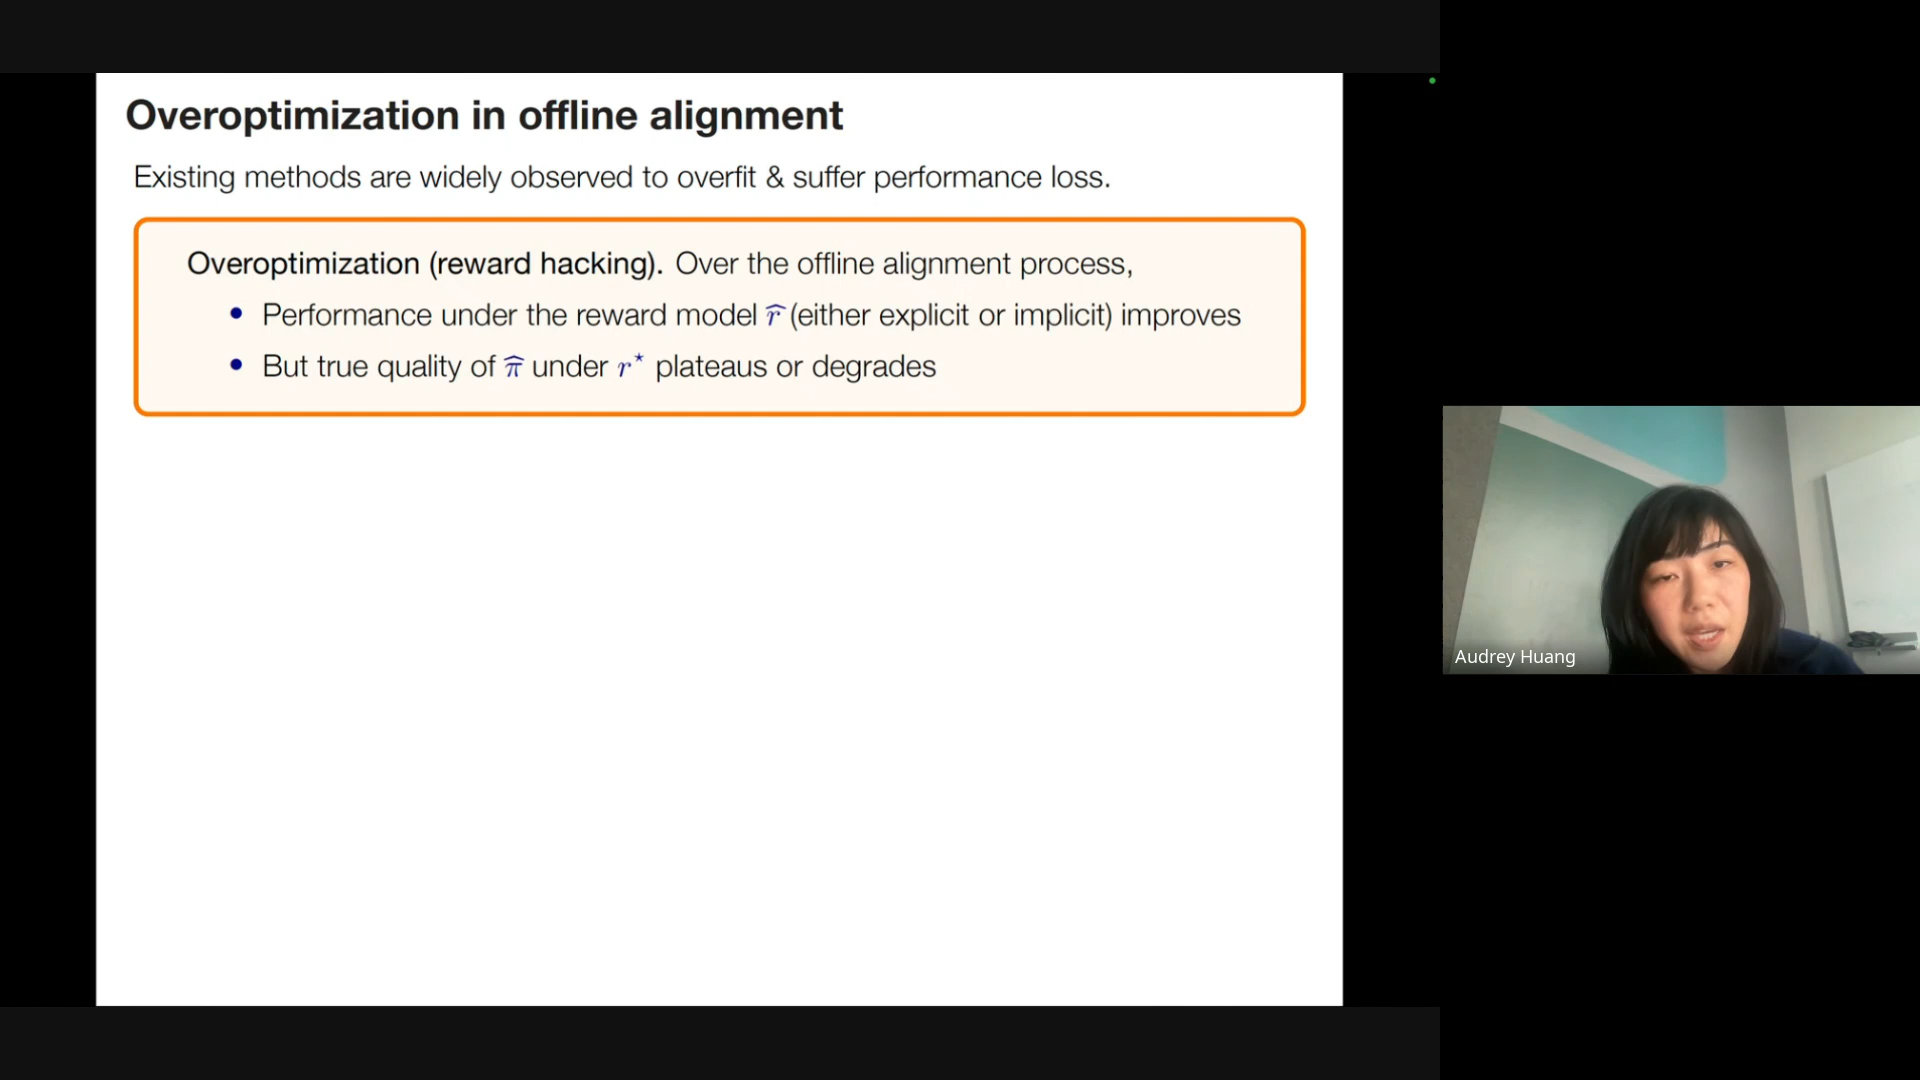 Overoptimization in offline alignment
Existing methods are widely observed to overfit & suffer performance loss.
Overoptimization (reward hacking). Over the offline alignment process,
• Performance under the reward model r̂ (either explicit or implicit) improves
• But true quality of π̂ under r* plateaus or degrades
Audrey Huang